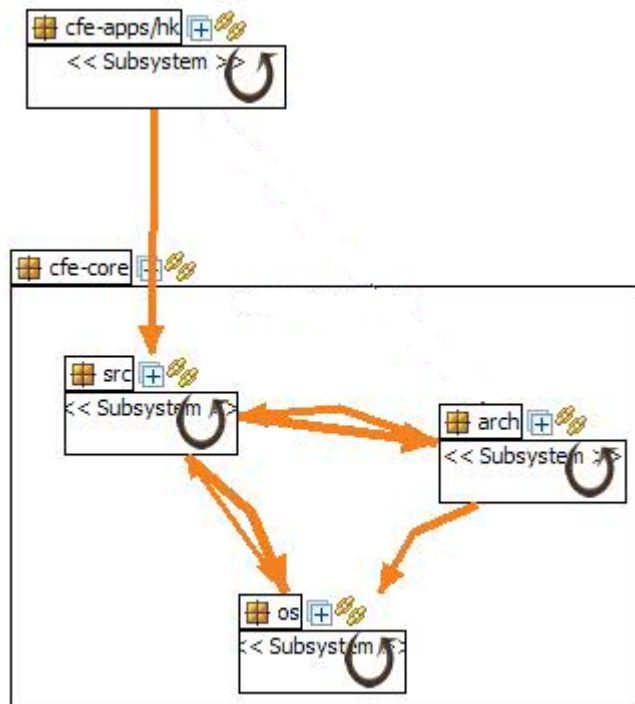 cfe-apps/hk
<< Subsystem >>
cfe-core
src
<< Subsystem >>
arch
<< Subsystem >>
os
<< Subsystem >>